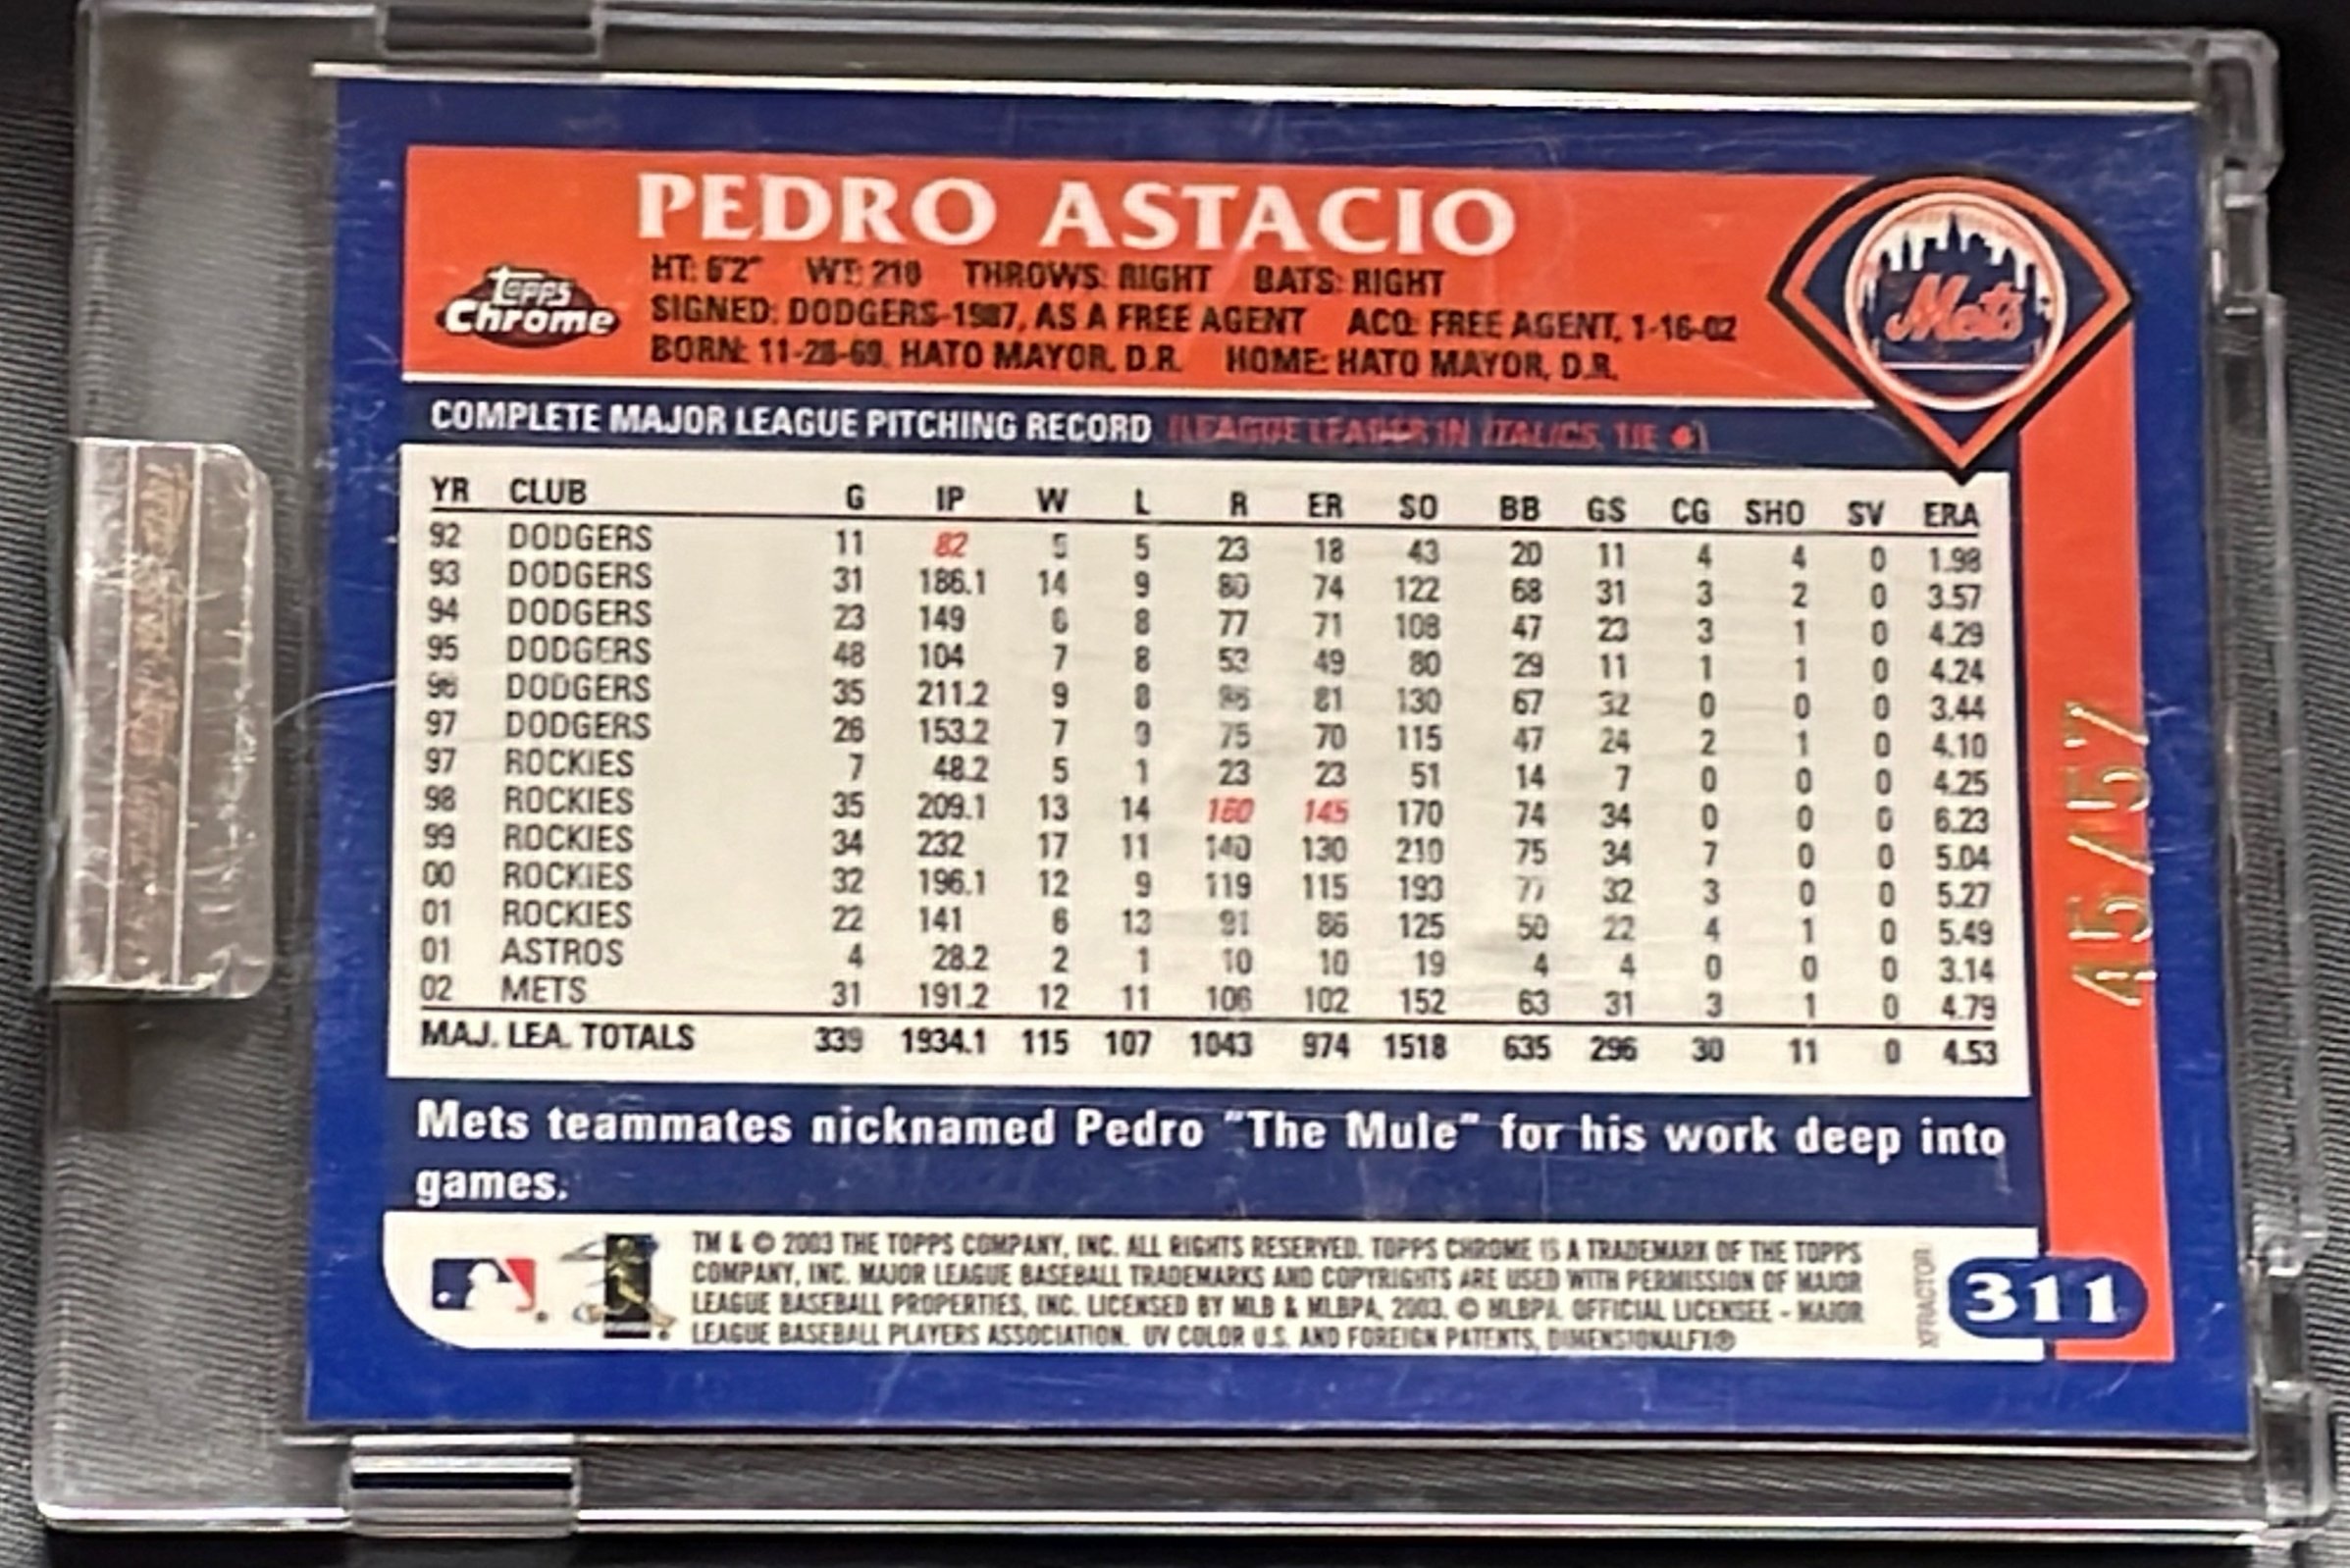 PEDRO ASTACIO
Topps
Chrome
HT: 6'2" WT: 210 THROWS: RIGHT BATS: RIGHT
SIGNED: DODGERS-1987, AS A FREE AGENT ACQ: FREE AGENT, 1-16-02
BORN: 11-28-69, HATO MAYOR, D.R. HOME: HATO MAYOR, D.R.
Mets
COMPLETE MAJOR LEAGUE PITCHING RECORD (LEAGUE LEADER IN ITALICS, TIE ♦)
YR CLUB G IP W L R ER SO BB GS CG SHO SV ERA
92 DODGERS 11 82 5 5 23 18 43 20 11 4 4 0 1.98
93 DODGERS 31 186.1 14 9 80 74 122 68 31 3 2 0 3.57
94 DODGERS 23 149 6 8 77 71 108 47 23 3 1 0 4.29
95 DODGERS 48 104 7 8 53 49 80 29 11 1 1 0 4.24
96 DODGERS 35 211.2 9 8 86 81 130 67 32 0 0 0 3.44
97 DODGERS 26 153.2 7 9 75 70 115 47 24 2 1 0 4.10
97 ROCKIES 7 48.2 5 1 23 23 51 14 7 0 0 0 4.25
98 ROCKIES 35 209.1 13 14 160 145 170 74 34 0 0 0 6.23
99 ROCKIES 34 232 17 11 140 130 210 75 34 7 0 0 5.04
00 ROCKIES 32 196.1 12 9 119 115 193 77 32 3 0 0 5.27
01 ROCKIES 22 141 6 13 91 86 125 50 22 4 1 0 5.49
01 ASTROS 4 28.2 2 1 10 10 19 4 4 0 0 0 3.14
02 METS 31 191.2 12 11 106 102 152 63 31 3 1 0 4.79
MAJ. LEA. TOTALS 339 1934.1 115 107 1043 974 1518 635 296 30 11 0 4.53
45/57
Mets teammates nicknamed Pedro "The Mule" for his work deep into
games.
TM & © 2003 THE TOPPS COMPANY, INC. ALL RIGHTS RESERVED. TOPPS CHROME IS A TRADEMARK OF THE TOPPS
COMPANY, INC. MAJOR LEAGUE BASEBALL TRADEMARKS AND COPYRIGHTS ARE USED WITH PERMISSION OF MAJOR
LEAGUE BASEBALL PROPERTIES, INC. LICENSED BY MLB & MLBPA, 2003. © MLBPA OFFICIAL LICENSEE - MAJOR
LEAGUE BASEBALL PLAYERS ASSOCIATION. UV COLOR U.S. AND FOREIGN PATENTS, DIMENSIONALFX®
XFRACTOR
311